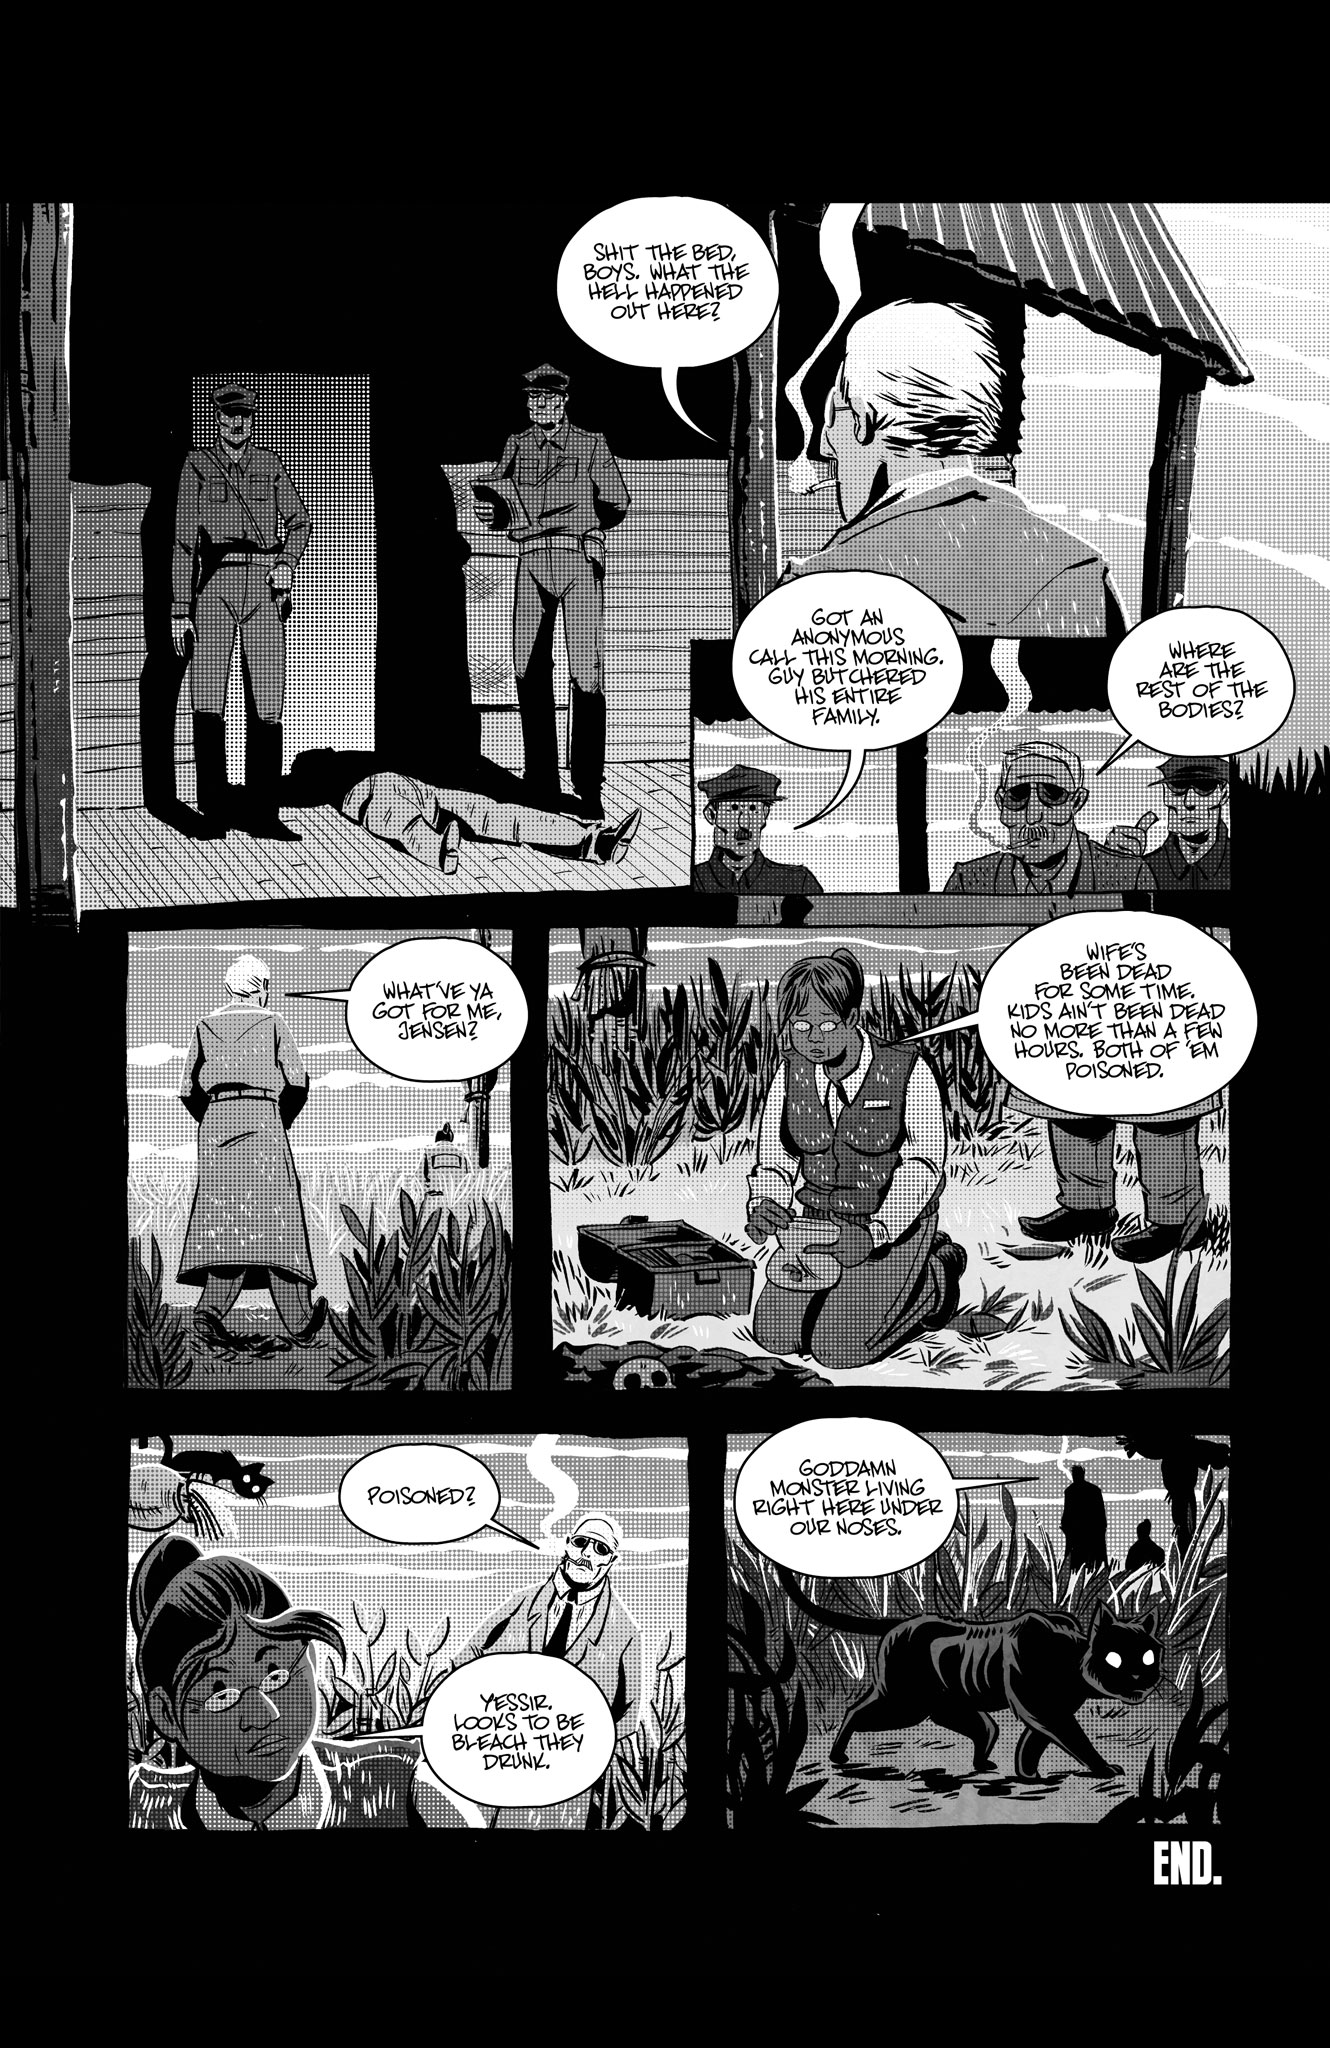 SHIT THE BED,
BOYS. WHAT THE
HELL HAPPENED
OUT HERE?
GOT AN
ANONYMOUS
CALL THIS MORNING.
GUY BUTCHERED
HIS ENTIRE
FAMILY.
WHERE
ARE THE
REST OF THE
BODIES?
WHAT'VE YA
GOT FOR ME,
JENSEN?
WIFE'S
BEEN DEAD
FOR SOME TIME.
KIDS AIN'T BEEN DEAD
NO MORE THAN A FEW
HOURS. BOTH OF 'EM
POISONED.
POISONED?
YESSIR.
LOOKS TO BE
BLEACH THEY
DRUNK.
GODDAMN
MONSTER LIVING
RIGHT HERE UNDER
OUR NOSES.
END.